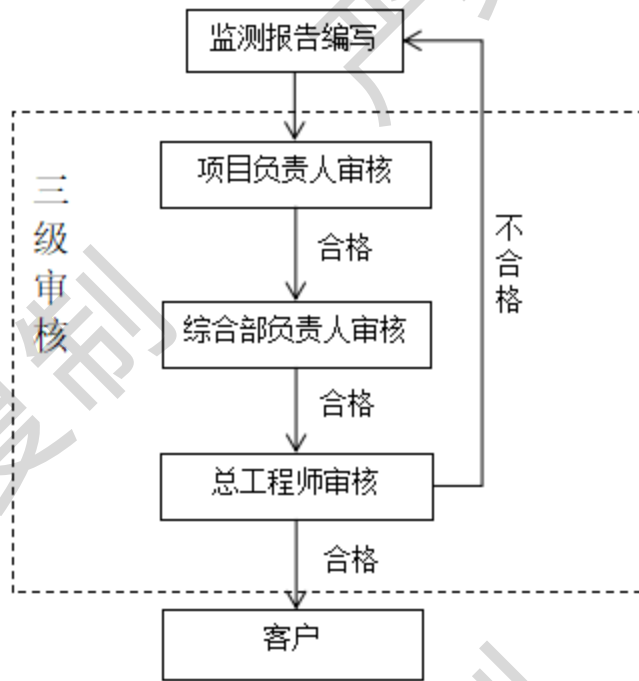 监测报告编写
三级审核
项目负责人审核
合格
不合格
综合部负责人审核
合格
总工程师审核
合格
客户